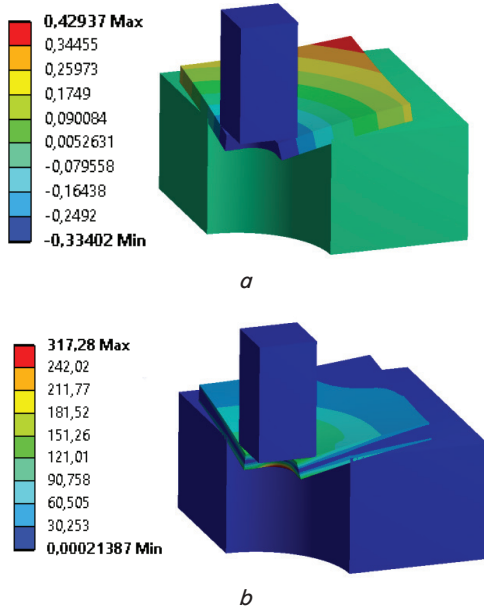 0,42937 Max
0,34455
0,25973
0,1749
0,090084
0,0052631
-0,079558
-0,16438
-0,2492
-0,33402 Min
a
317,28 Max
242,02
211,77
181,52
151,26
121,01
90,758
60,505
30,253
0,00021387 Min
b